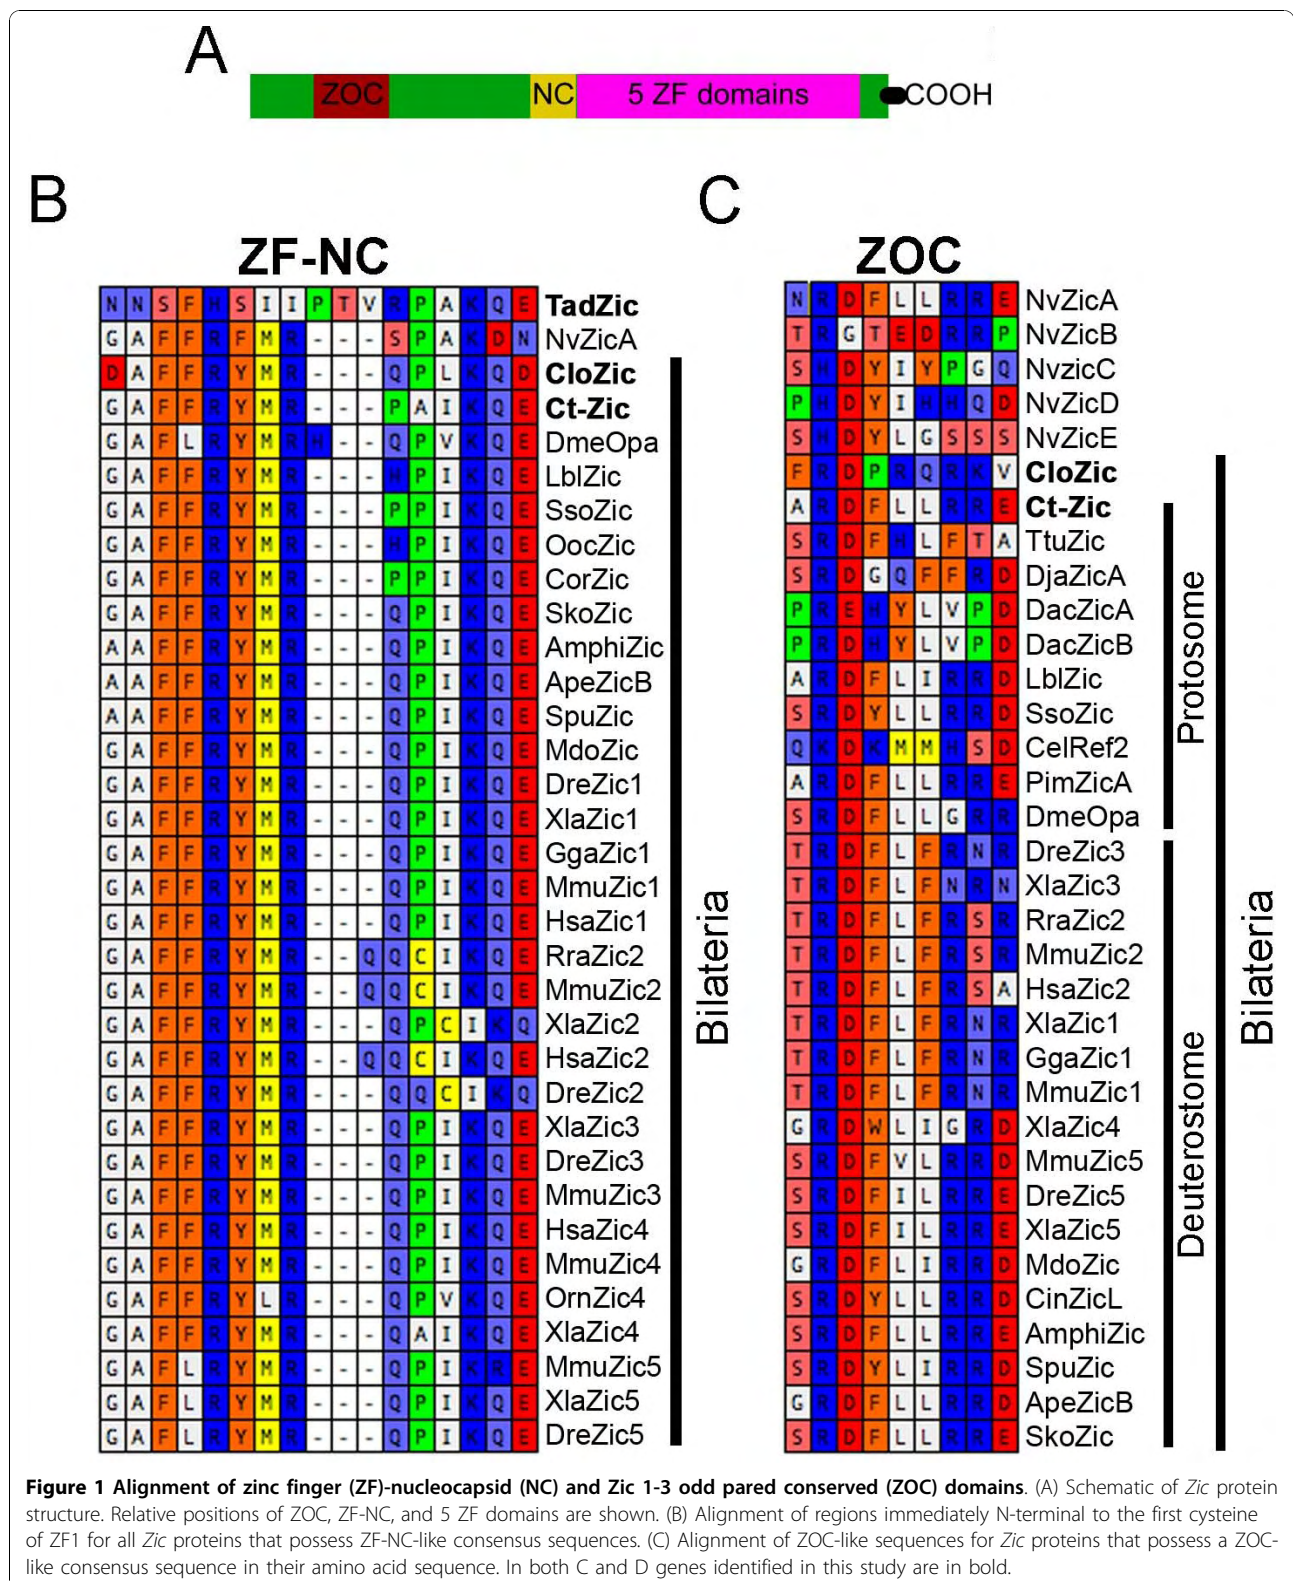 A
ZOC NC 5 ZF domains COOH
B
ZF-NC
N N S F H S I I P T V R P A K Q E TadZic
G A F F R F M R - - - S P A K D N NvZicA
D A F F R Y M R - - - Q P L K Q D CloZic
G A F F R Y M R - - - P A I K Q E Ct-Zic
G A F L R Y M R H - - Q P V K Q E DmeOpa
G A F F R Y M R - - - H P I K Q E LblZic
G A F F R Y M R - - - P P I K Q E SsoZic
G A F F R Y M R - - - H P I K Q E OocZic
G A F F R Y M R - - - P P I K Q E CorZic
G A F F R Y M R - - - Q P I K Q E SkoZic
A A F F R Y M R - - - Q P I K Q E AmphiZic
A A F F R Y M R - - - Q P I K Q E ApeZicB
A A F F R Y M R - - - Q P I K Q E SpuZic
G A F F R Y M R - - - Q P I K Q E MdoZic
G A F F R Y M R - - - Q P I K Q E DreZic1
G A F F R Y M R - - - Q P I K Q E XlaZic1
G A F F R Y M R - - - Q P I K Q E GgaZic1
G A F F R Y M R - - - Q P I K Q E MmuZic1
G A F F R Y M R - - - Q P I K Q E HsaZic1
G A F F R Y M R - - Q Q C I K Q E RraZic2
G A F F R Y M R - - Q Q C I K Q E MmuZic2
G A F F R Y M R - - - Q P C I K Q XlaZic2
G A F F R Y M R - - Q Q C I K Q E HsaZic2
G A F F R Y M R - - - Q Q C I K Q DreZic2
G A F F R Y M R - - - Q P I K Q E XlaZic3
G A F F R Y M R - - - Q P I K Q E DreZic3
G A F F R Y M R - - - Q P I K Q E MmuZic3
G A F F R Y M R - - - Q P I K Q E HsaZic4
G A F F R Y M R - - - Q P I K Q E MmuZic4
G A F F R Y L R - - - Q P V K Q E OrnZic4
G A F F R Y M R - - - Q A I K Q E XlaZic4
G A F L R Y M R - - - Q P I K R E MmuZic5
G A F L R Y M R - - - Q P I K Q E XlaZic5
G A F L R Y M R - - - Q P I K Q E DreZic5
Bilateria
C
ZOC
N R D F L L R R E NvZicA
T R G T E D R R P NvZicB
S H D Y I Y P G Q NvzicC
P H D Y I H H Q D NvZicD
S H D Y L G S S S NvZicE
F R D P R Q R K V CloZic
A R D F L L R R E Ct-Zic
S R D F H L F T A TtuZic
S R D G Q F F R D DjaZicA
P R E H Y L V P D DacZicA
P R D H Y L V P D DacZicB
A R D F L I R R D LblZic
S R D Y L L R R D SsoZic
Q K D K M M H S D CelRef2
A R D F L L R R E PimZicA
S R D F L L G R R DmeOpa
T R D F L F R N R DreZic3
T R D F L F N R N XlaZic3
T R D F L F R S R RraZic2
T R D F L F R S R MmuZic2
T R D F L F R S A HsaZic2
T R D F L F R N R XlaZic1
T R D F L F R N R GgaZic1
T R D F L F R N R MmuZic1
G R D W L I G R D XlaZic4
S R D F V L R R D MmuZic5
S R D F I L R R E DreZic5
S R D F I L R R E XlaZic5
G R D F L I R R D MdoZic
S R D Y L L R R D CinZicL
S R D F L L R R E AmphiZic
S R D Y L I R R D SpuZic
G R D F L L R R D ApeZicB
S R D F L L R R E SkoZic
Protosome
Deuterostome
Bilateria
Figure 1 Alignment of zinc finger (ZF)-nucleocapsid (NC) and Zic 1-3 odd pared conserved (ZOC) domains. (A) Schematic of Zic protein
structure. Relative positions of ZOC, ZF-NC, and 5 ZF domains are shown. (B) Alignment of regions immediately N-terminal to the first cysteine
of ZF1 for all Zic proteins that possess ZF-NC-like consensus sequences. (C) Alignment of ZOC-like sequences for Zic proteins that possess a ZOC-
like consensus sequence in their amino acid sequence. In both C and D genes identified in this study are in bold.